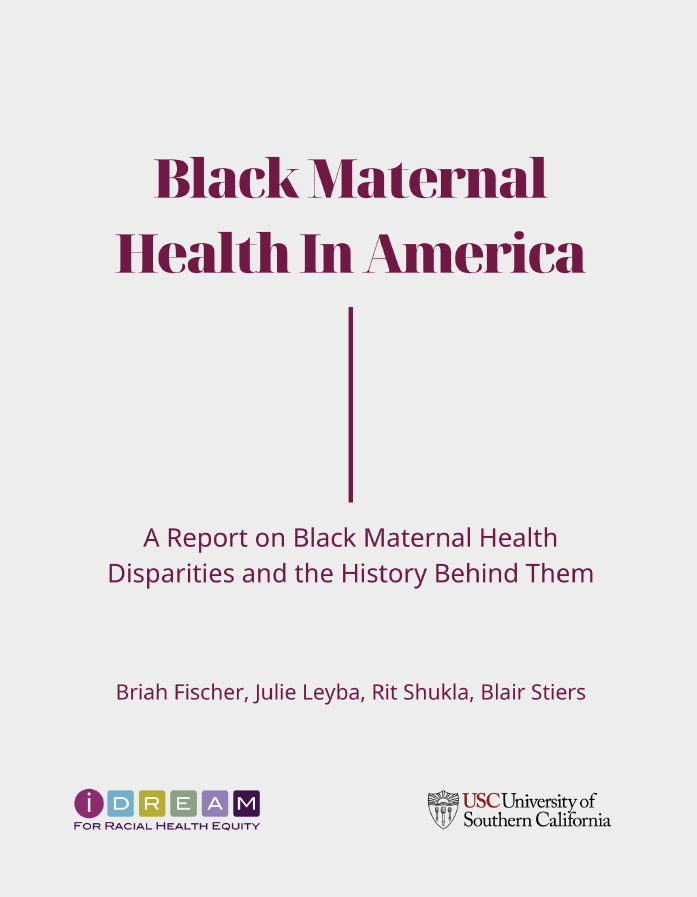 Black Maternal
Health In America
A Report on Black Maternal Health
Disparities and the History Behind Them
Briah Fischer, Julie Leyba, Rit Shukla, Blair Stiers
i DREAM
FOR RACIAL HEALTH EQUITY
USC University of
Southern California